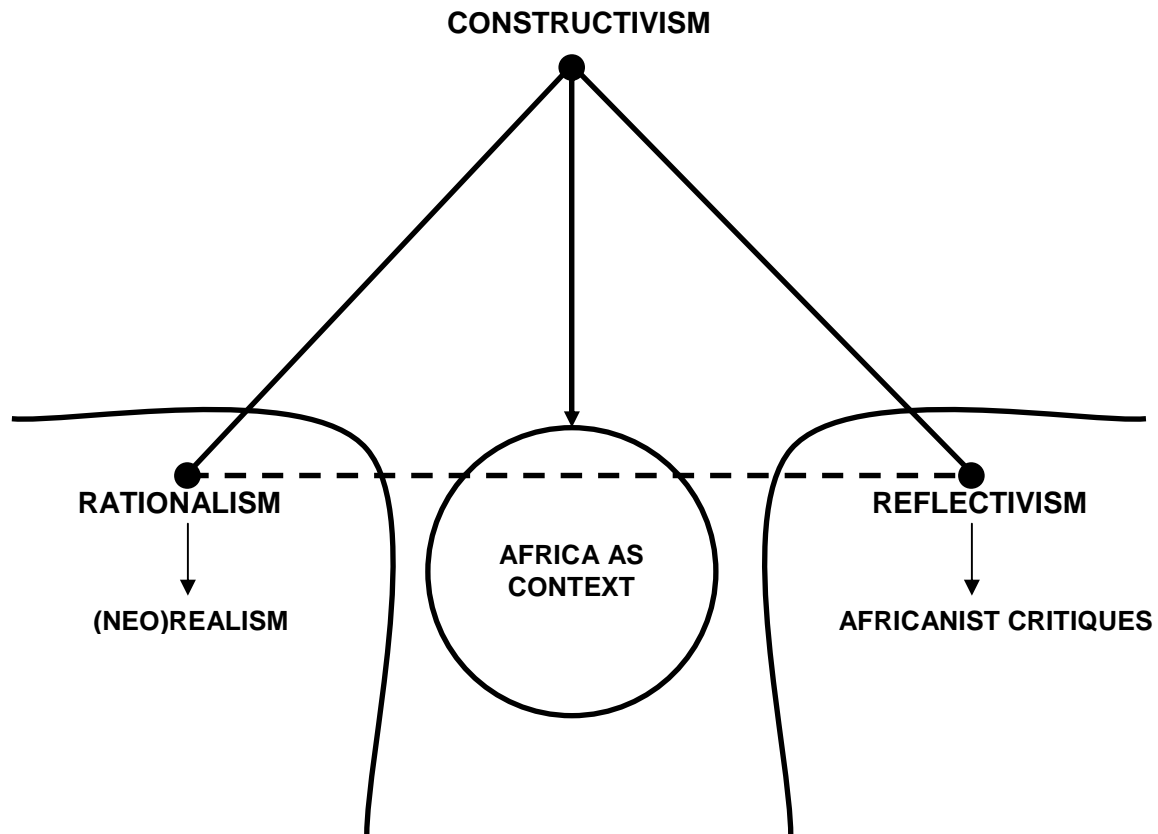 CONSTRUCTIVISM
RATIONALISM
REFLECTIVISM
AFRICA AS
CONTEXT
(NEO)REALISM
AFRICANIST CRITIQUES